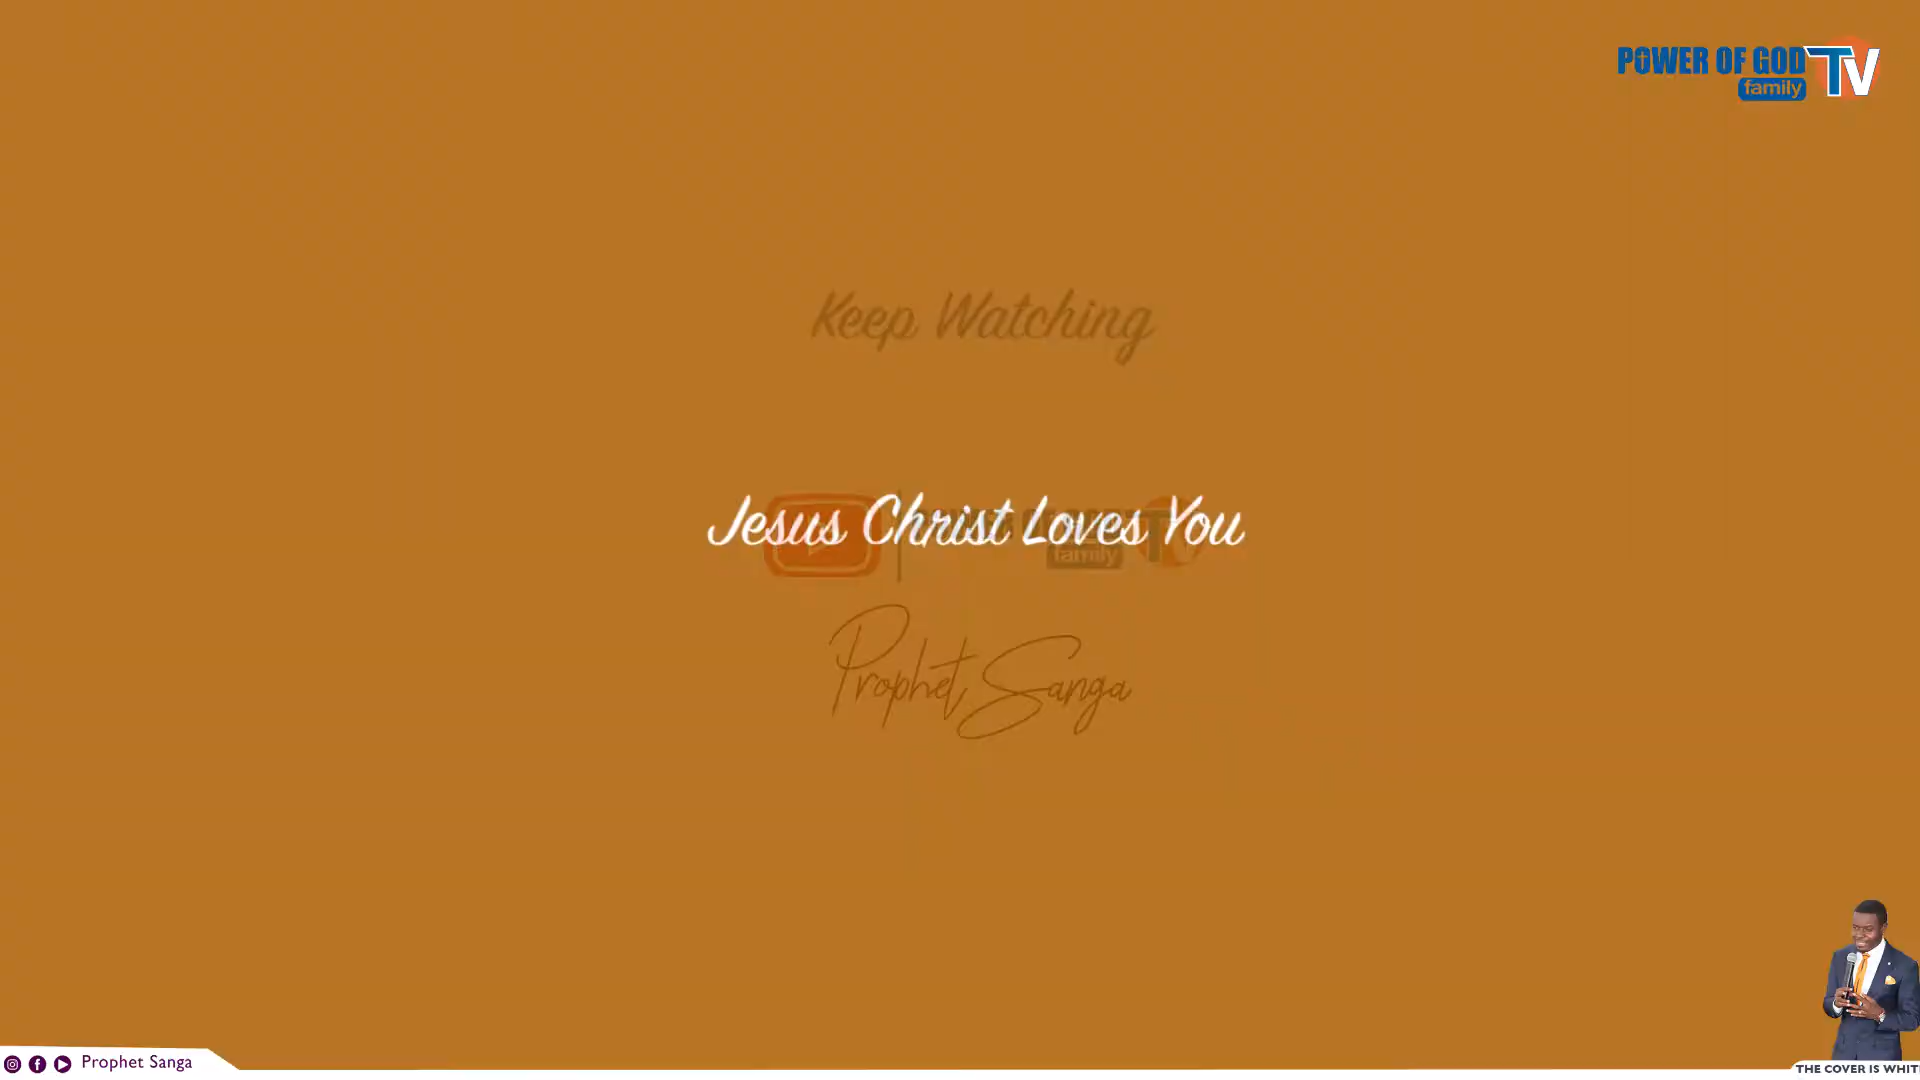 POWER OF GOD TV
family
Keep Watching
Jesus Christ Loves You
family TV
Prophet Sanga
Prophet Sanga
THE COVER IS WHIT